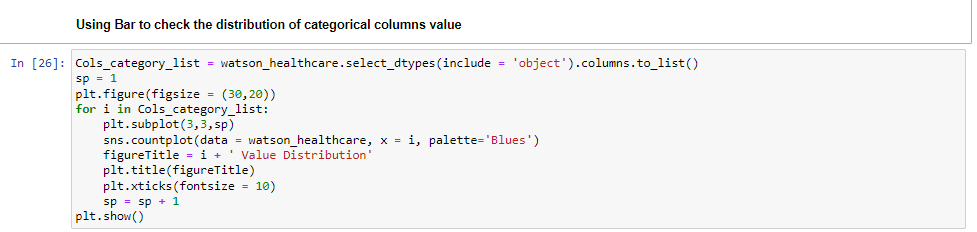 Using Bar to check the distribution of categorical columns value
In [26]: Cols_category_list = watson_healthcare.select_dtypes(include = 'object').columns.to_list()
sp = 1
plt.figure(figsize = (30,20))
for i in Cols_category_list:
    plt.subplot(3,3,sp)
    sns.countplot(data = watson_healthcare, x = i, palette='Blues')
    figureTitle = i + ' Value Distribution'
    plt.title(figureTitle)
    plt.xticks(fontsize = 10)
    sp = sp + 1
plt.show()